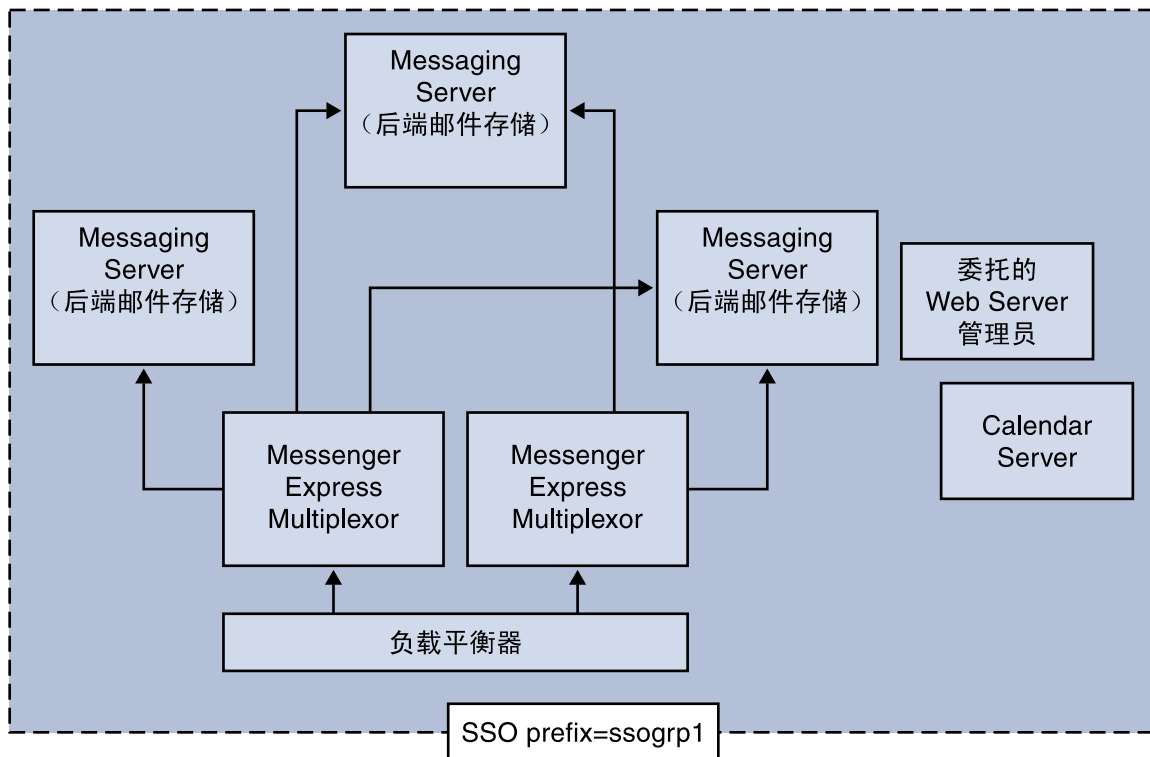 Messaging
Server
（后端邮件存储）
Messaging
Server
（后端邮件存储）
Messaging
Server
（后端邮件存储）
委托的
Web Server
管理员
Calendar
Server
Messenger
Express
Multiplexor
Messenger
Express
Multiplexor
负载平衡器
SSO prefix=ssogrp1